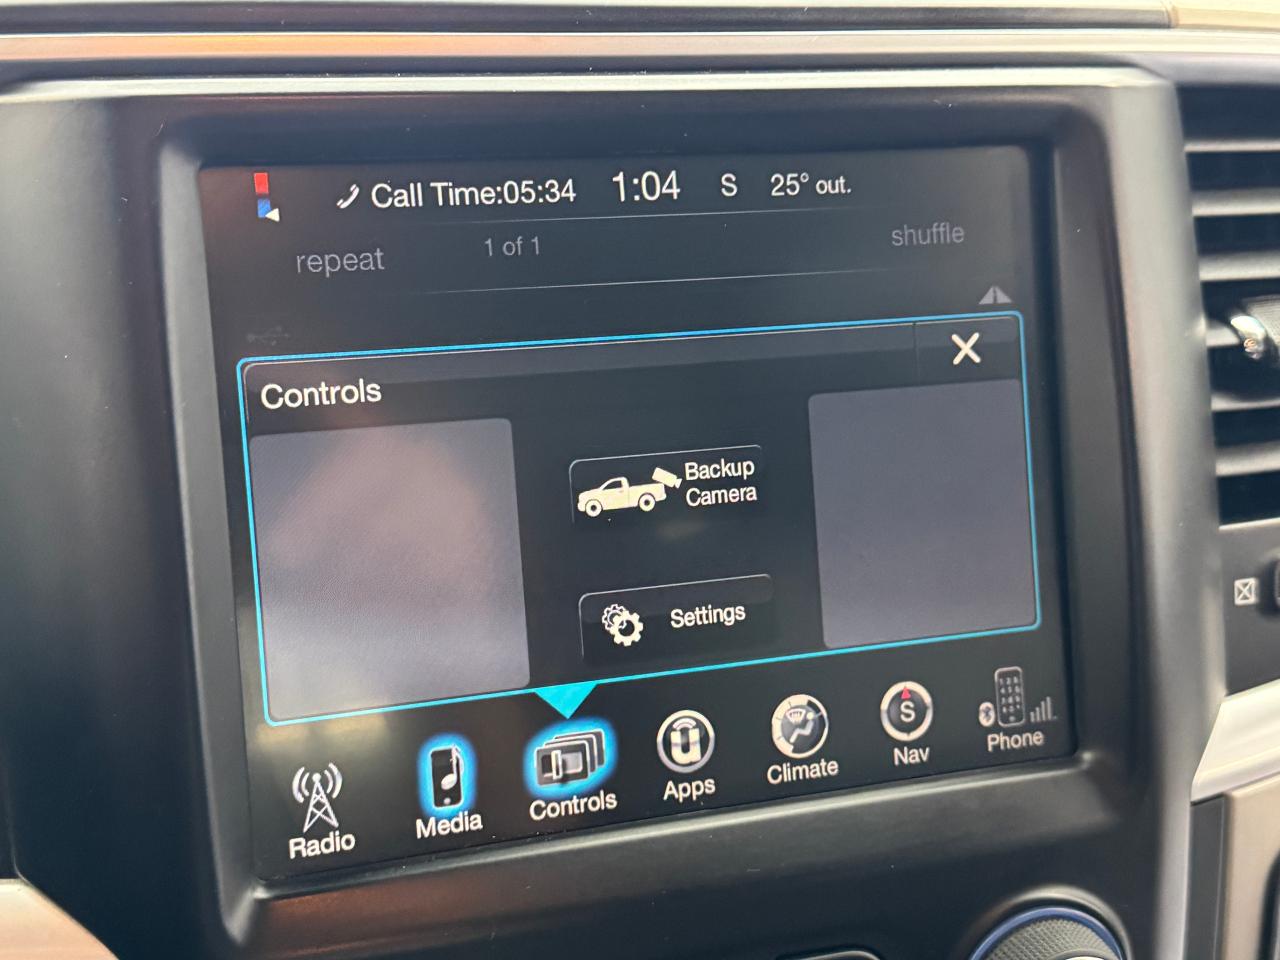 Call Time:05:34 1:04 S 25° out.
repeat 1 of 1 shuffle
Controls
Backup
Camera
Settings
Radio
Media
Controls
Apps
Climate
S
Nav
Phone